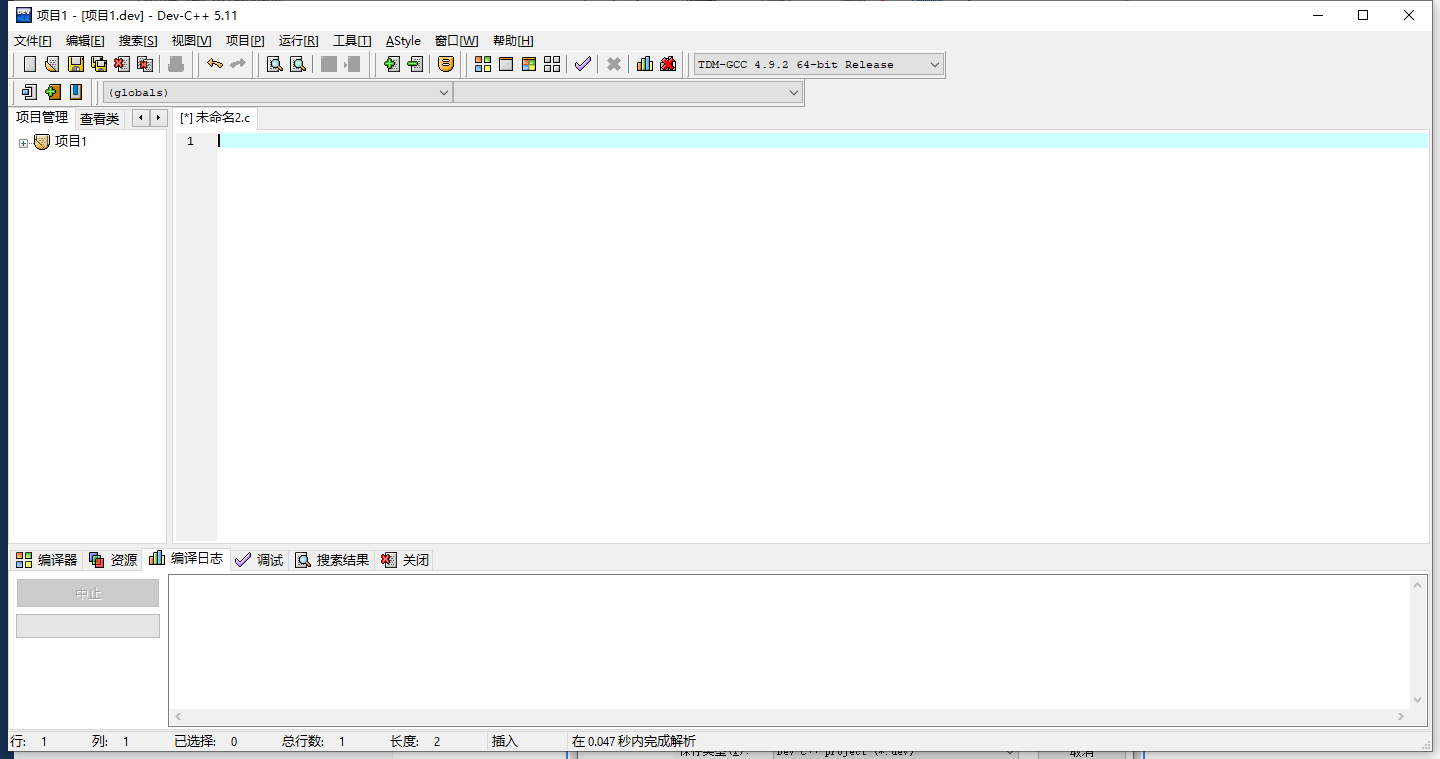 项目1 - [项目1.dev] - Dev-C++ 5.11
文件[F] 编辑[E] 搜索[S] 视图[V] 项目[P] 运行[R] 工具[T] AStyle 窗口[W] 帮助[H]
TDM-GCC 4.9.2 64-bit Release
(globals)
项目管理 查看类 [*] 未命名2.c
项目1
1
编译器 资源 编译日志 调试 搜索结果 关闭
中止
行: 1 列: 1 已选择: 0 总行数: 1 长度: 2 插入 在 0.047 秒内完成解析
保存类型(T): Dev-C++ project (*.dev) 取消